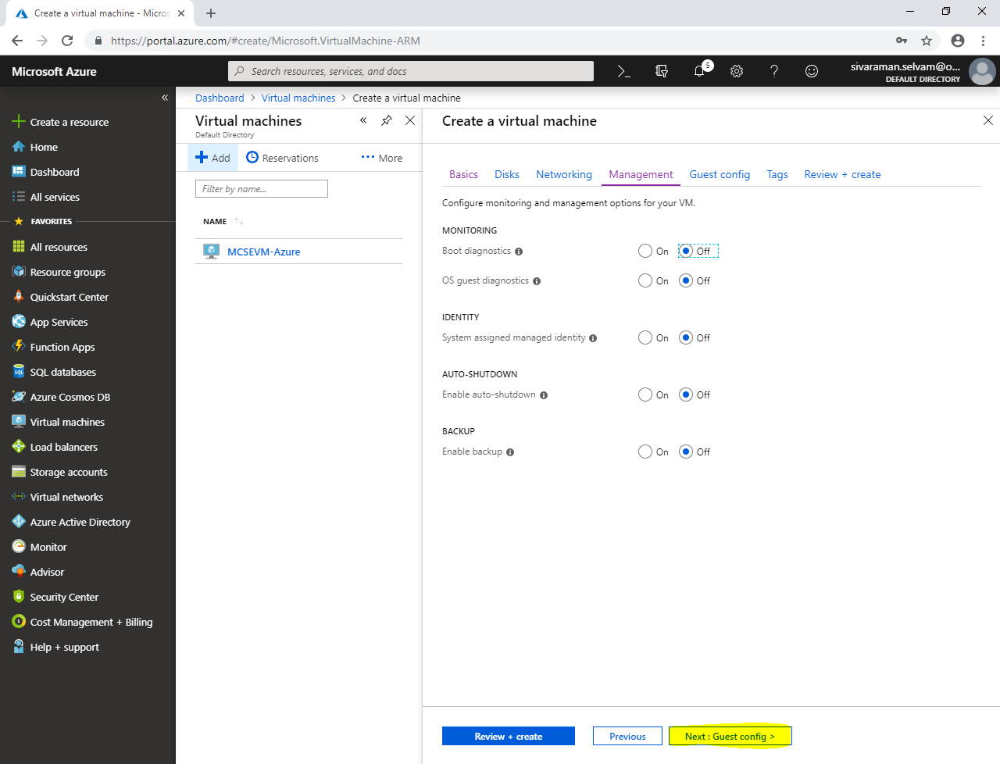 Create a virtual machine - Micros
https://portal.azure.com/#create/Microsoft.VirtualMachine-ARM
Microsoft Azure
Search resources, services, and docs
5
sivaraman.selvam@o...
DEFAULT DIRECTORY
Create a resource
Home
Dashboard
All services
FAVORITES
All resources
Resource groups
Quickstart Center
App Services
Function Apps
SQL databases
Azure Cosmos DB
Virtual machines
Load balancers
Storage accounts
Virtual networks
Azure Active Directory
Monitor
Advisor
Security Center
Cost Management + Billing
Help + support
Dashboard > Virtual machines > Create a virtual machine
Virtual machines
Default Directory
Add Reservations ··· More
Filter by name...
NAME
MCSEVM-Azure
Create a virtual machine
Basics Disks Networking Management Guest config Tags Review + create
Configure monitoring and management options for your VM.
MONITORING
Boot diagnostics On Off
OS guest diagnostics On Off
IDENTITY
System assigned managed identity On Off
AUTO-SHUTDOWN
Enable auto-shutdown On Off
BACKUP
Enable backup On Off
Review + create Previous Next : Guest config >